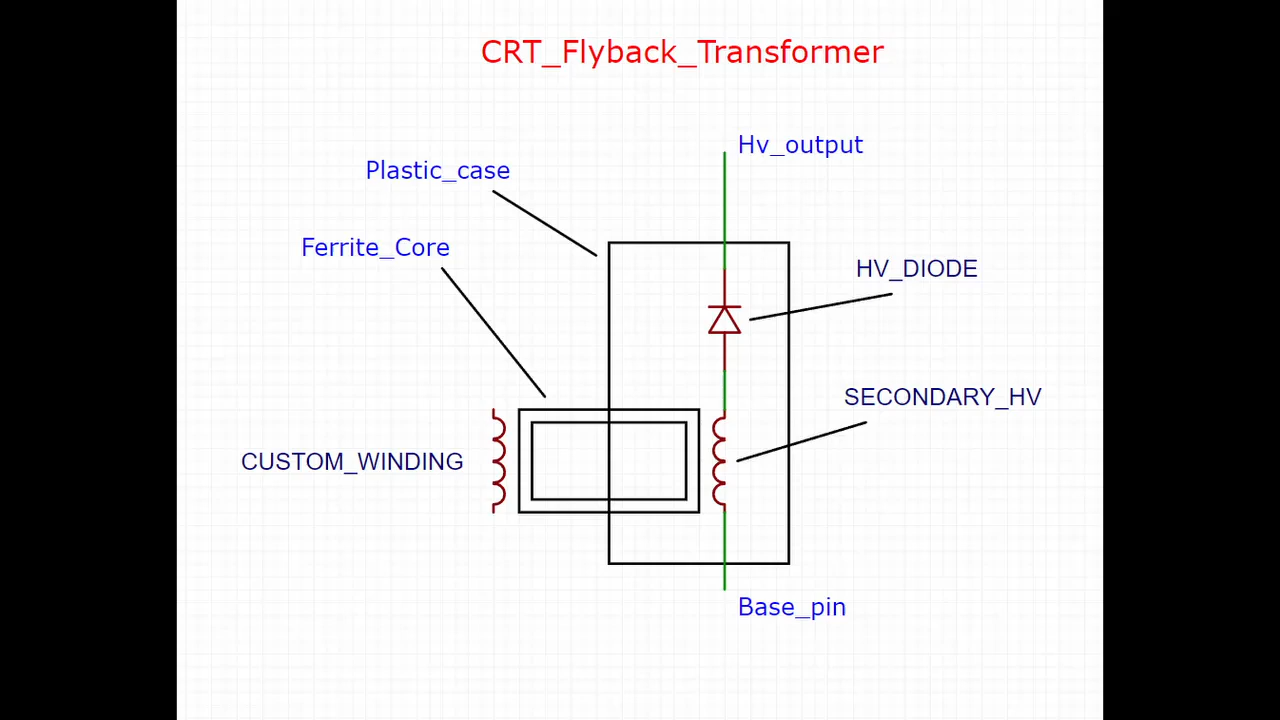 CRT_Flyback_Transformer
Hv_output
Plastic_case
Ferrite_Core
HV_DIODE
SECONDARY_HV
CUSTOM_WINDING
Base_pin